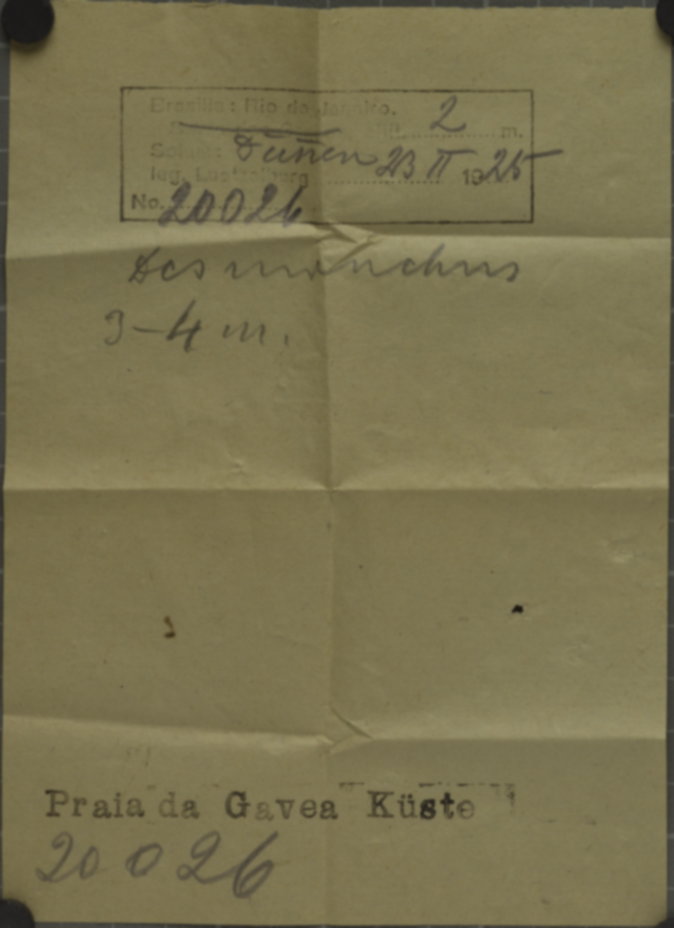 Brasilia: Rio de Janeiro.
2 m.
Dünen 23 II 1925
leg. Luetzelburg
No. 20026
Desmonchus
3-4 m.
Praia da Gavea Küste
20026